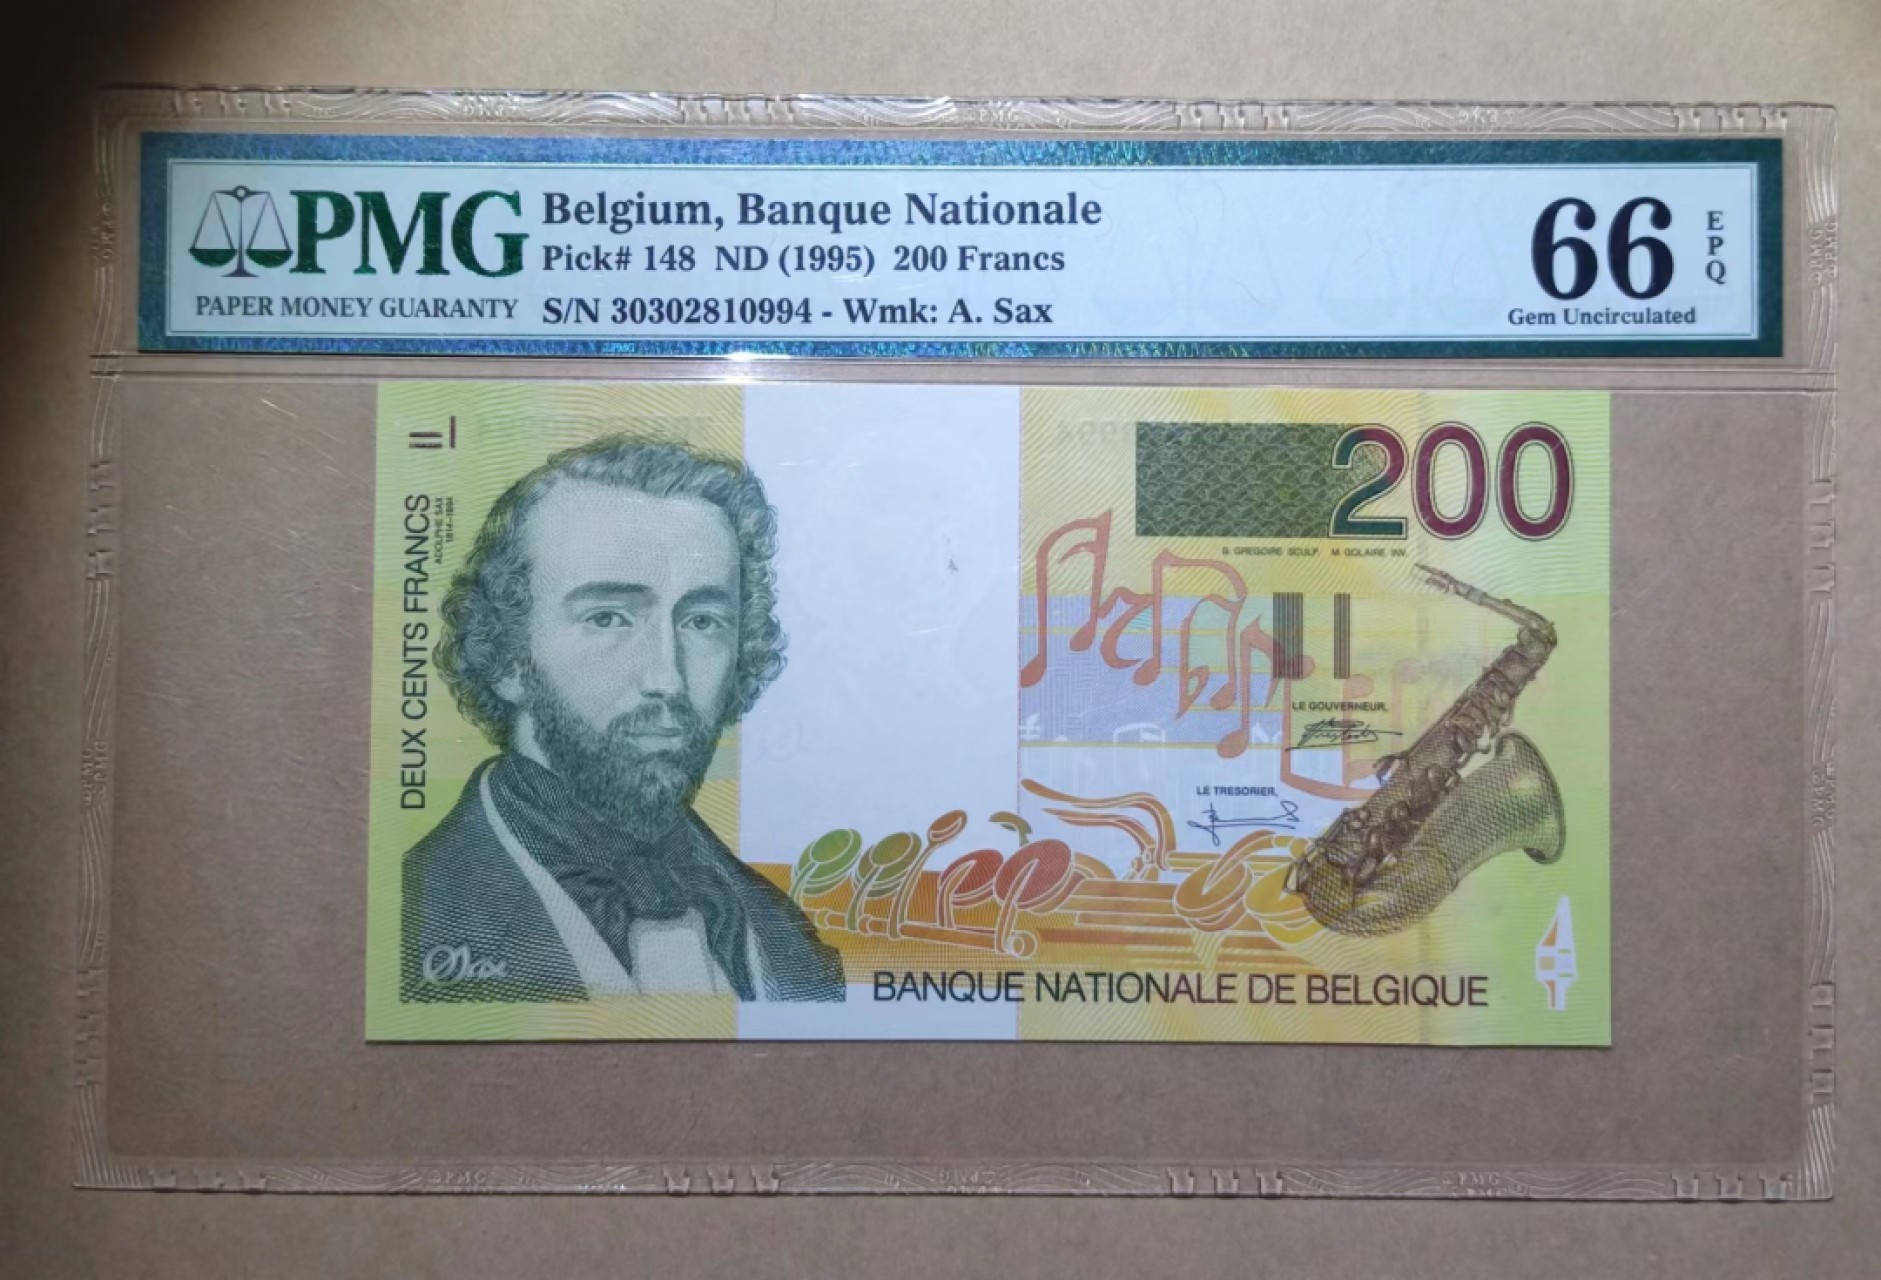 PMG
PAPER MONEY GUARANTY
Belgium, Banque Nationale
Pick# 148 ND (1995) 200 Francs
S/N 30302810994 - Wmk: A. Sax
66
EPQ
Gem Uncirculated
DEUX CENTS FRANCS
ADOLPHE SAX
1814-1894
200
B. GREGOIRE SCULP. M. GOLAIRE INV.
LE GOUVERNEUR,
LE TRESORIER,
BANQUE NATIONALE DE BELGIQUE